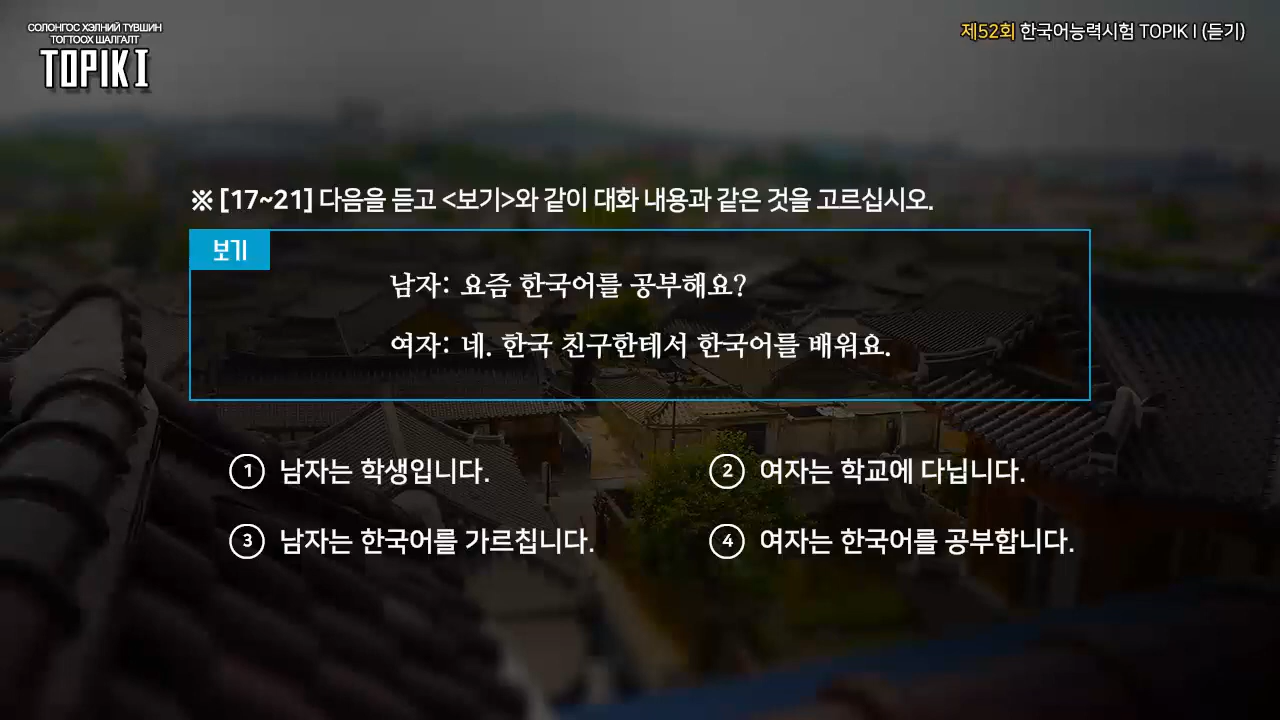 СОЛОНГОС ХЭЛНИЙ ТҮВШИН
ТОГТООХ ШАЛГАЛТ
TOPIK I
제52회 한국어능력시험 TOPIK I (듣기)
※ [17~21] 다음을 듣고 <보기>와 같이 대화 내용과 같은 것을 고르십시오.
보기
남자: 요즘 한국어를 공부해요?
여자: 네. 한국 친구한테서 한국어를 배워요.
① 남자는 학생입니다.
② 여자는 학교에 다닙니다.
③ 남자는 한국어를 가르칩니다.
④ 여자는 한국어를 공부합니다.